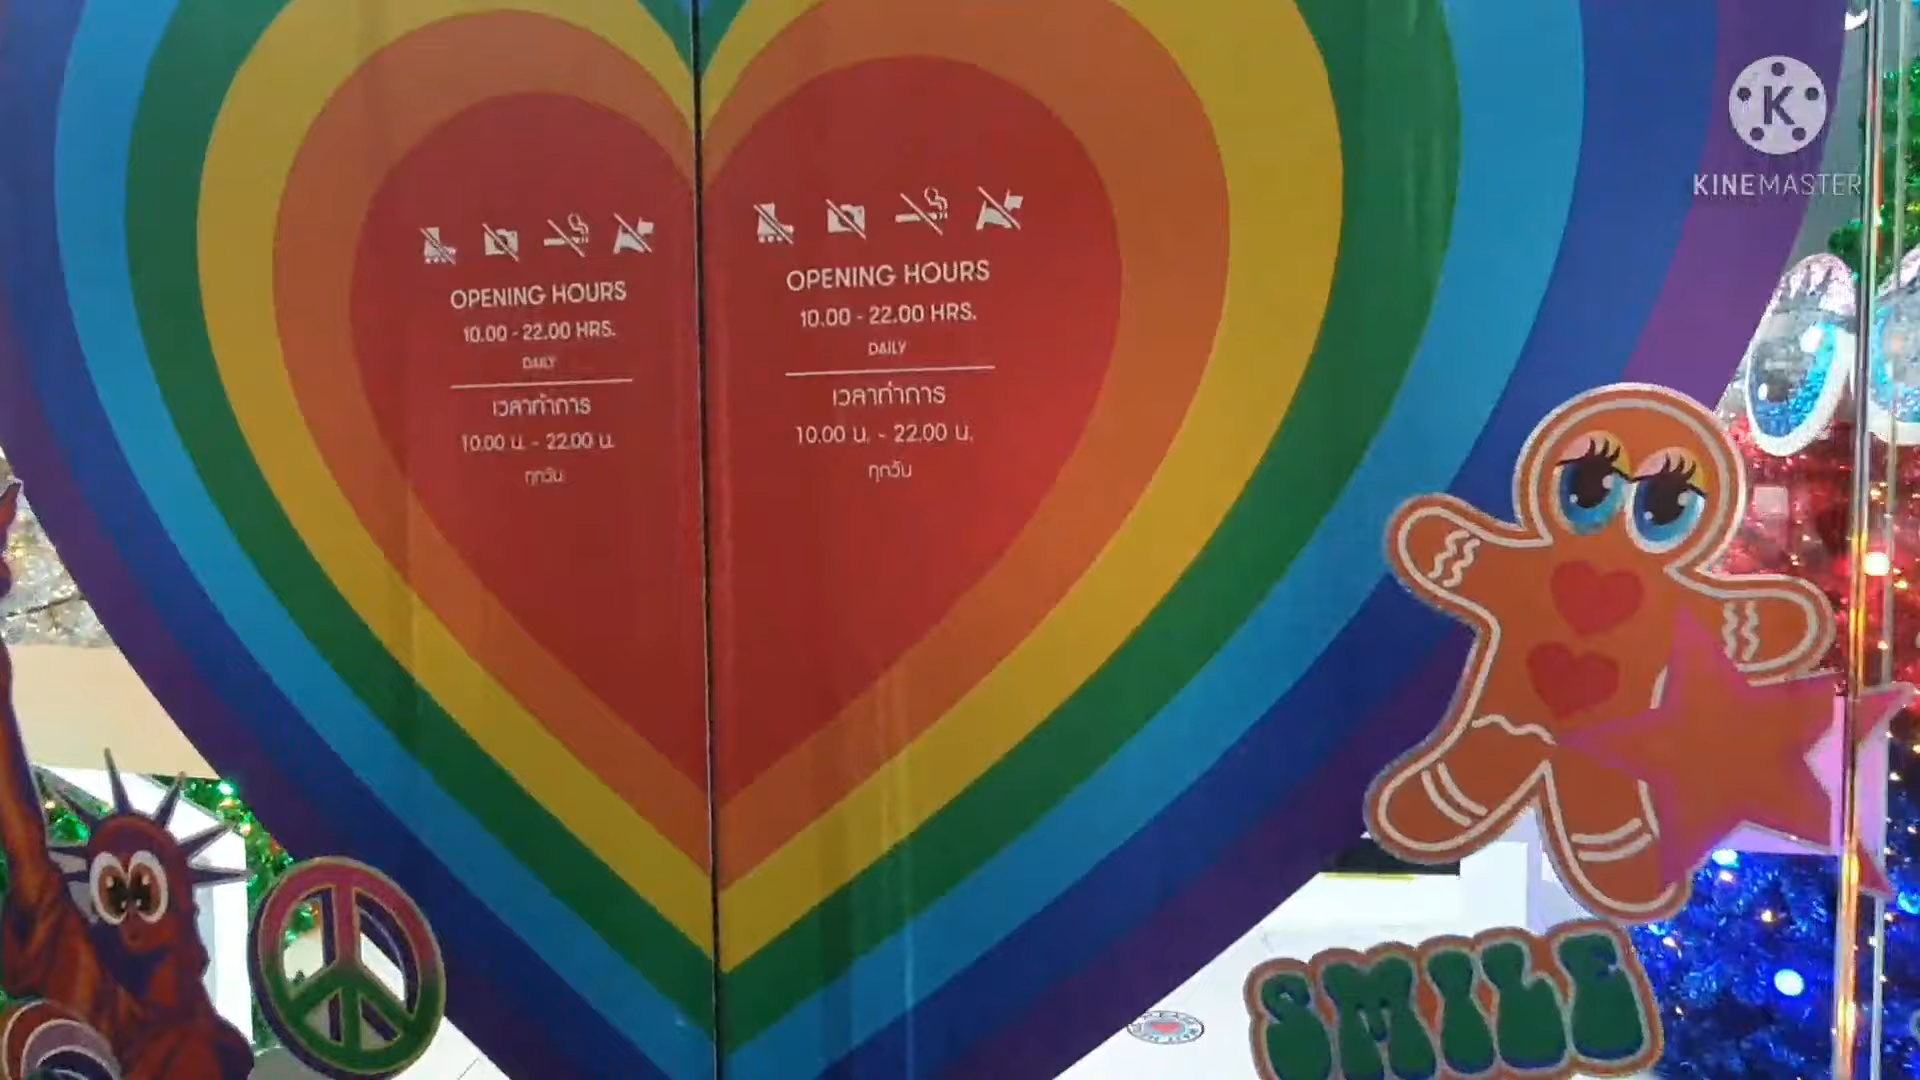 OPENING HOURS
10.00 - 22.00 HRS.
DAILY
เวลาทำการ
10.00 น. - 22.00 น.
ทุกวัน
OPENING HOURS
10.00 - 22.00 HRS.
DAILY
เวลาทำการ
10.00 น. - 22.00 น.
ทุกวัน
K
KINEMASTER
SMILE